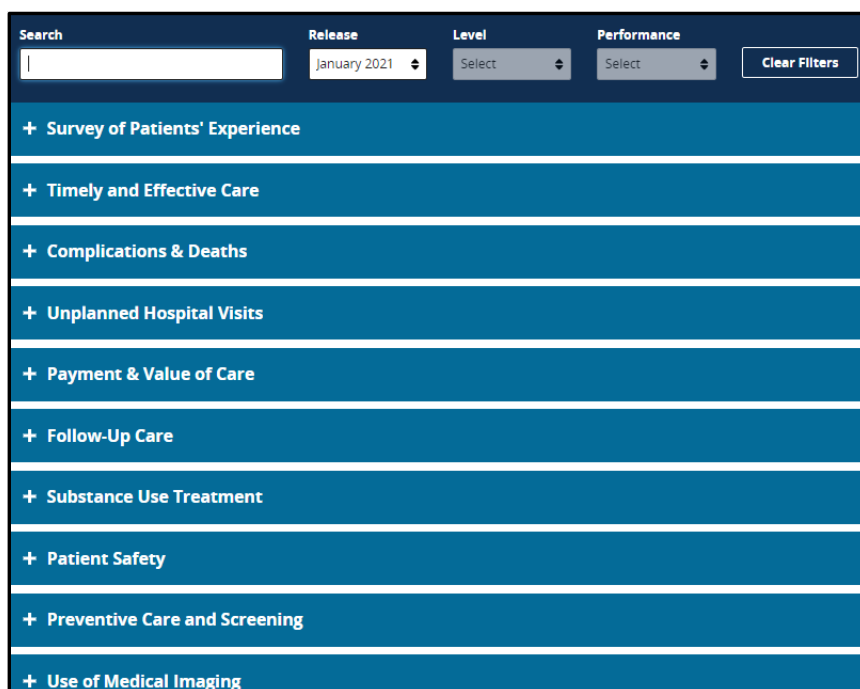 Search Release Level Performance
January 2021 Select Select Clear Filters
+ Survey of Patients' Experience
+ Timely and Effective Care
+ Complications & Deaths
+ Unplanned Hospital Visits
+ Payment & Value of Care
+ Follow-Up Care
+ Substance Use Treatment
+ Patient Safety
+ Preventive Care and Screening
+ Use of Medical Imaging